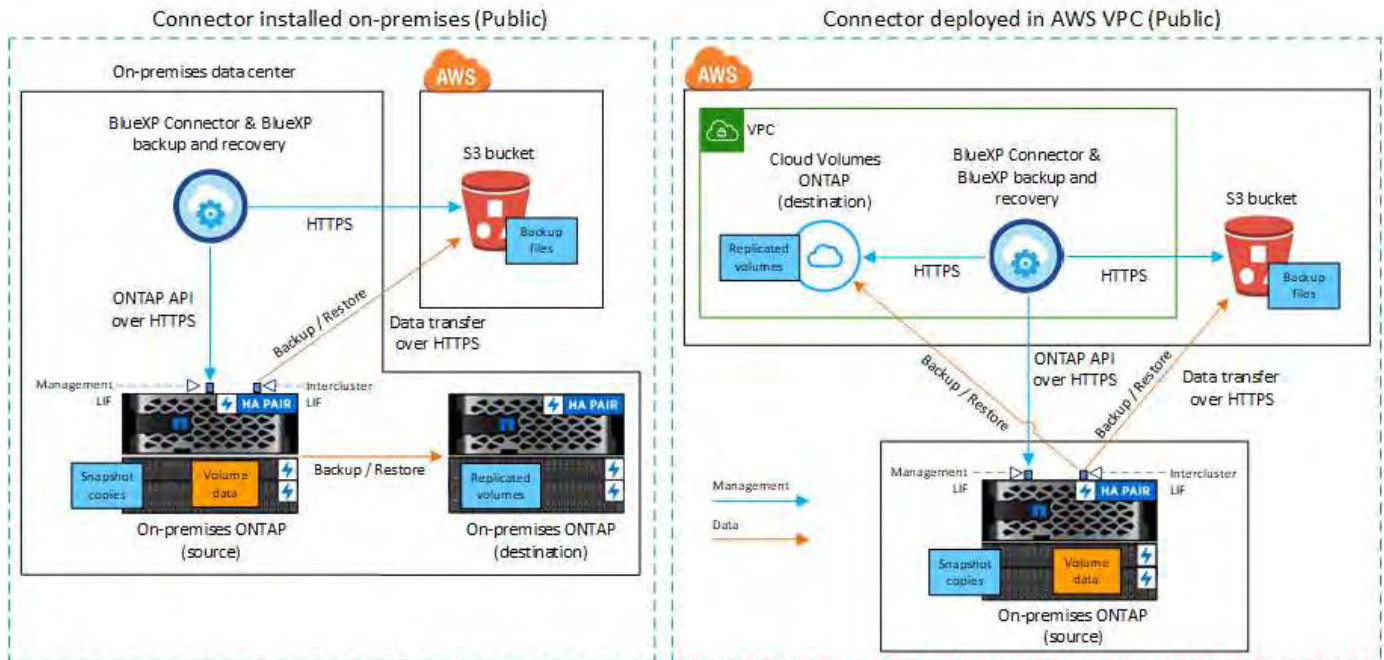 Connector installed on-premises (Public)
On-premises data center
AWS
BlueXP Connector & BlueXP
backup and recovery
S3 bucket
HTTPS
Backup
files
ONTAP API
over HTTPS
Backup / Restore
Data transfer
over HTTPS
Management
LIF
Intercluster
LIF
HA PAIR
HA PAIR
Snapshot
copies
Volume
data
Backup / Restore
Replicated
volumes
On-premises ONTAP
(source)
On-premises ONTAP
(destination)
Connector deployed in AWS VPC (Public)
AWS
VPC
Cloud Volumes
ONTAP
(destination)
BlueXP Connector &
BlueXP backup and
recovery
S3 bucket
Replicated
volumes
HTTPS
HTTPS
Backup
files
Backup / Restore
ONTAP API
over HTTPS
Backup / Restore
Data transfer
over HTTPS
Management
LIF
Intercluster
LIF
HA PAIR
Management
Data
Snapshot
copies
Volume
data
On-premises ONTAP
(source)